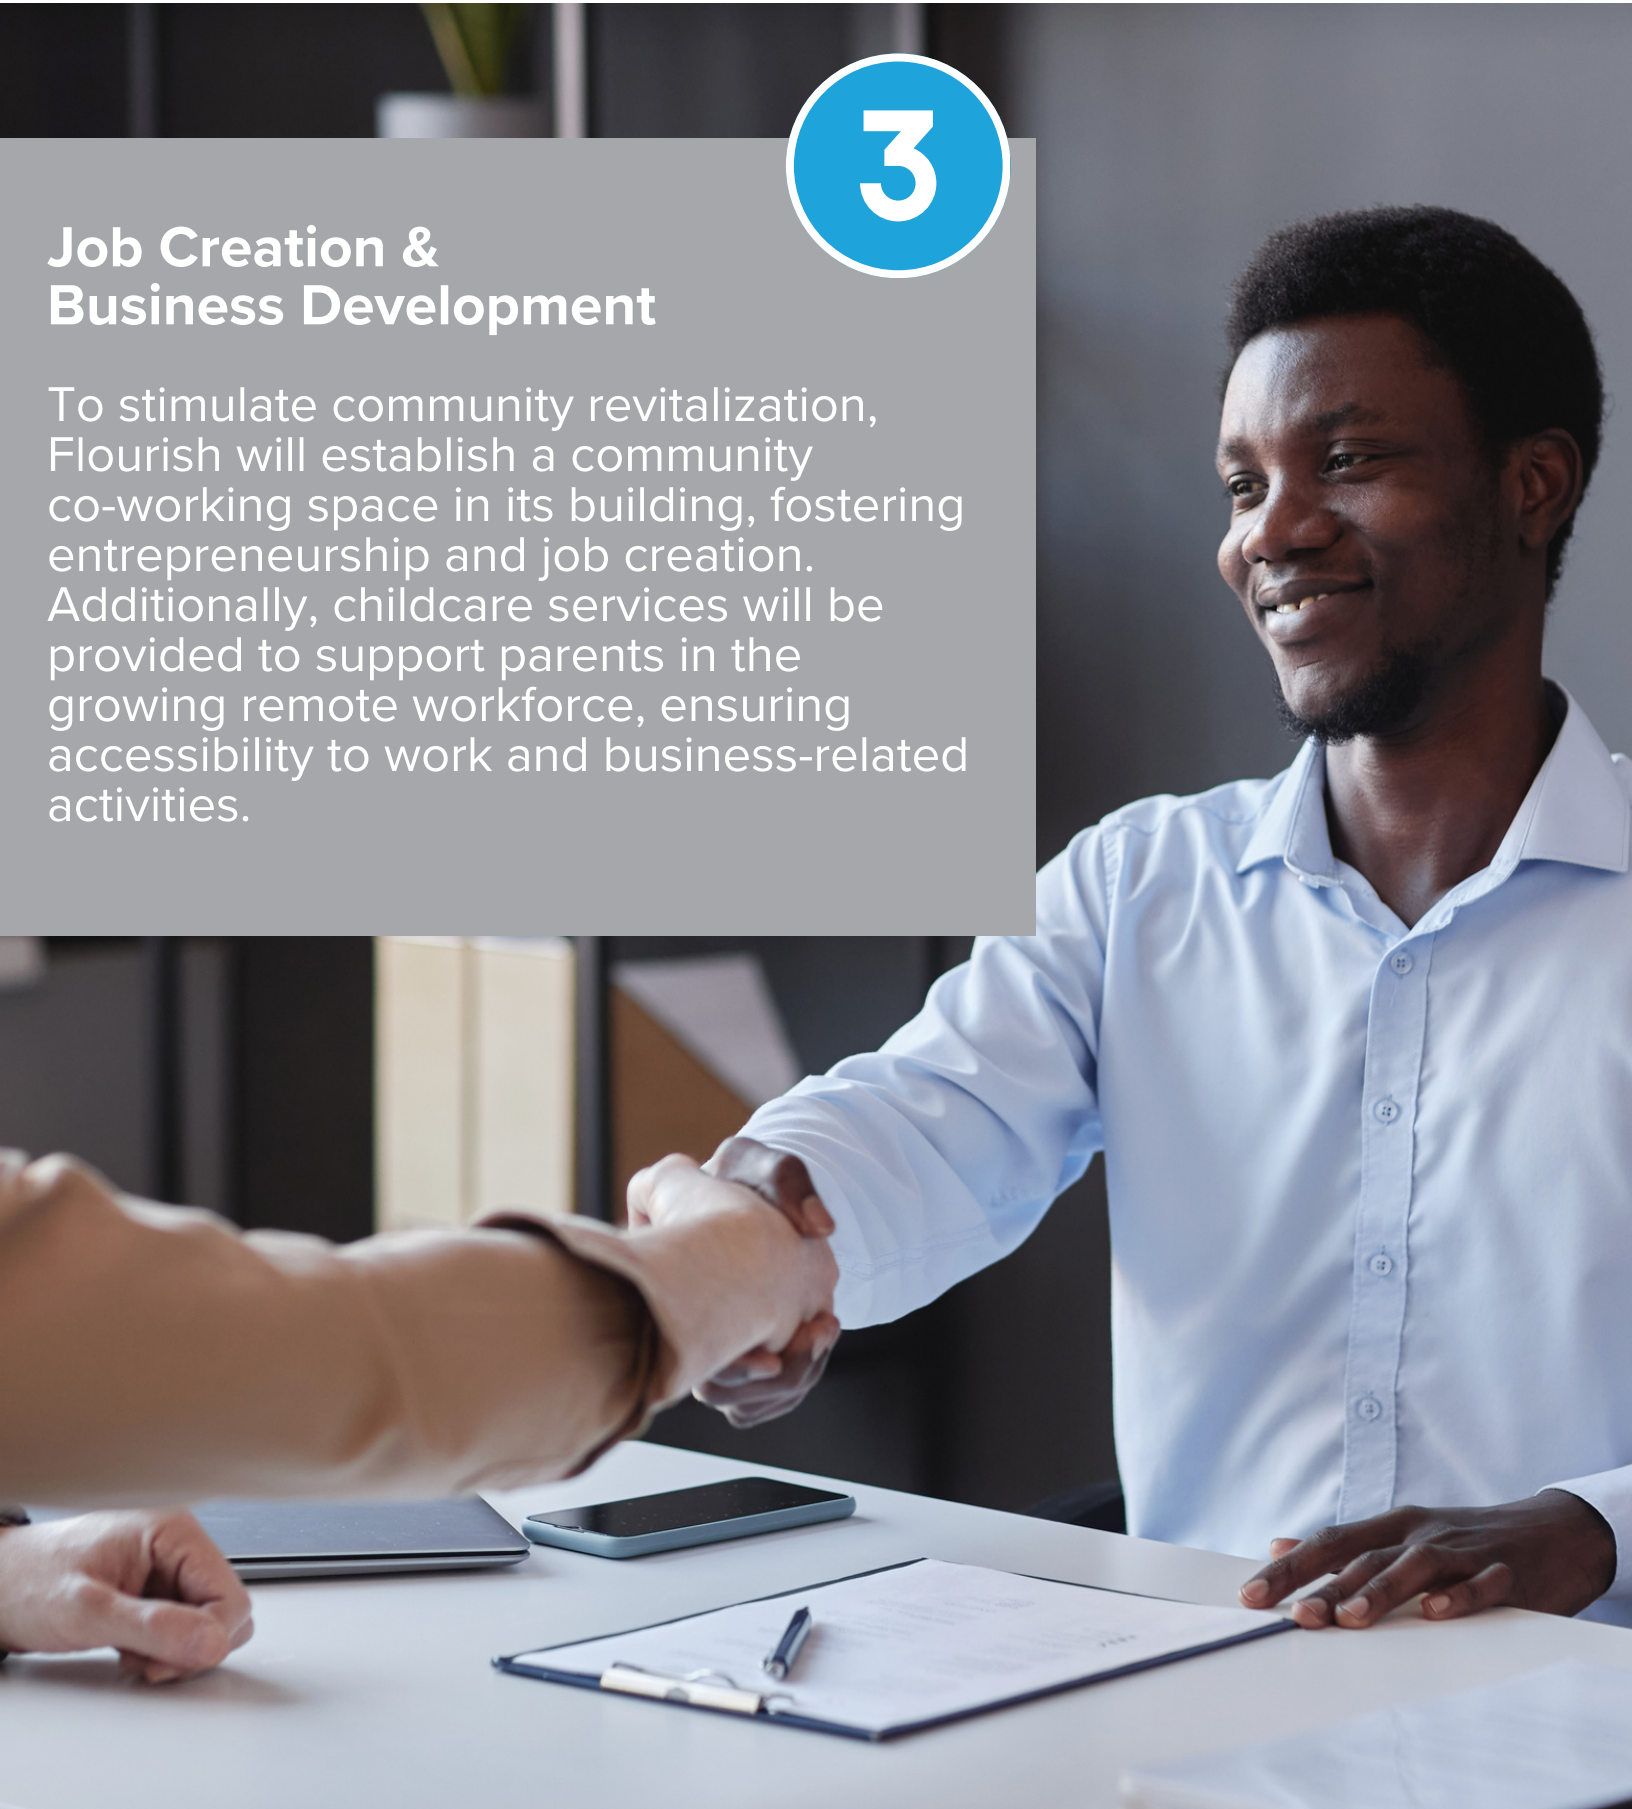 3
Job Creation &
Business Development
To stimulate community revitalization,
Flourish will establish a community
co-working space in its building, fostering
entrepreneurship and job creation.
Additionally, childcare services will be
provided to support parents in the
growing remote workforce, ensuring
accessibility to work and business-related
activities.